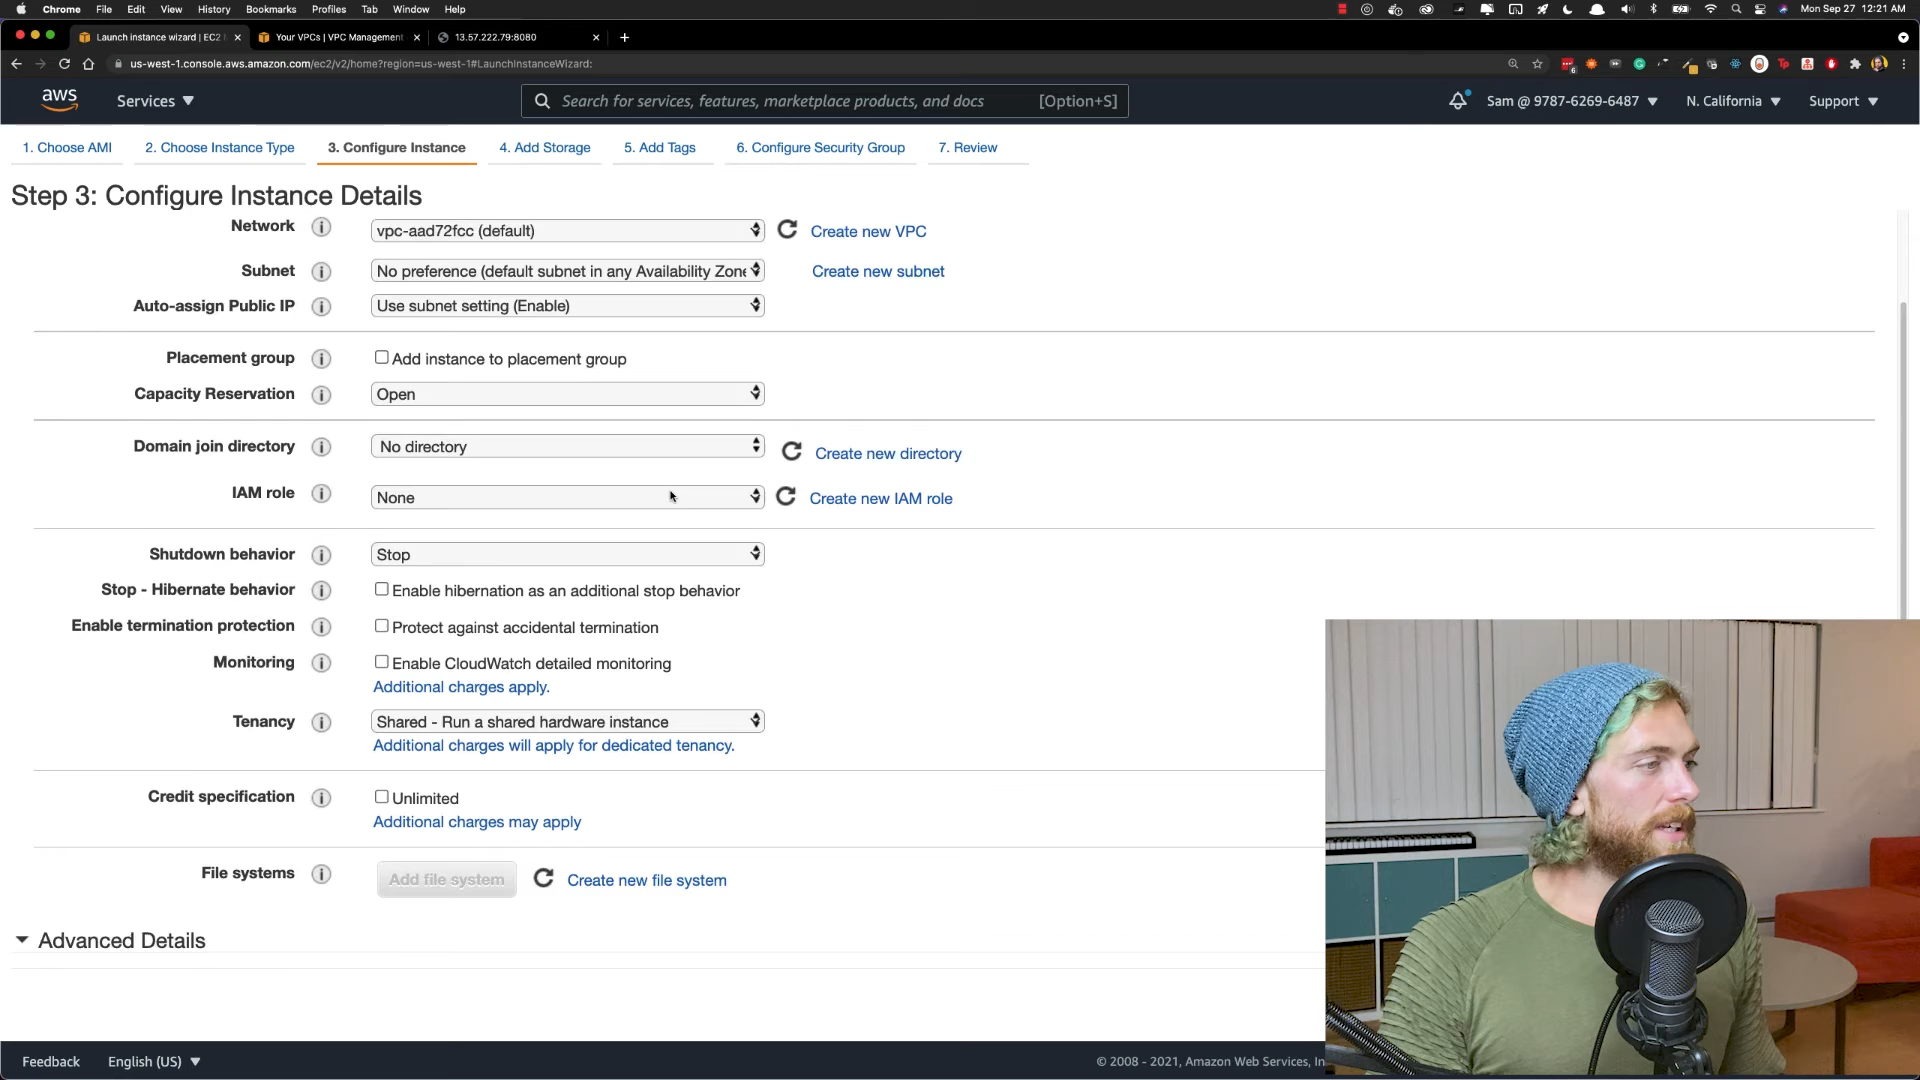 Chrome File Edit View History Bookmarks Profiles Tab Window Help Mon Sep 27 12:21 AM
Launch instance wizard | EC2 Your VPCs | VPC Management 13.57.222.79:8080
us-west-1.console.aws.amazon.com/ec2/v2/home?region=us-west-1#LaunchInstanceWizard:
aws Services Search for services, features, marketplace products, and docs [Option+S] Sam @ 9787-6269-6487 N. California Support
1. Choose AMI 2. Choose Instance Type 3. Configure Instance 4. Add Storage 5. Add Tags 6. Configure Security Group 7. Review
Step 3: Configure Instance Details
Network vpc-aad72fcc (default) Create new VPC
Subnet No preference (default subnet in any Availability Zone Create new subnet
Auto-assign Public IP Use subnet setting (Enable)
Placement group Add instance to placement group
Capacity Reservation Open
Domain join directory No directory Create new directory
IAM role None Create new IAM role
Shutdown behavior Stop
Stop - Hibernate behavior Enable hibernation as an additional stop behavior
Enable termination protection Protect against accidental termination
Monitoring Enable CloudWatch detailed monitoring
Additional charges apply.
Tenancy Shared - Run a shared hardware instance
Additional charges will apply for dedicated tenancy.
Credit specification Unlimited
Additional charges may apply
File systems Add file system Create new file system
Advanced Details
Feedback English (US) © 2008 - 2021, Amazon Web Services, In